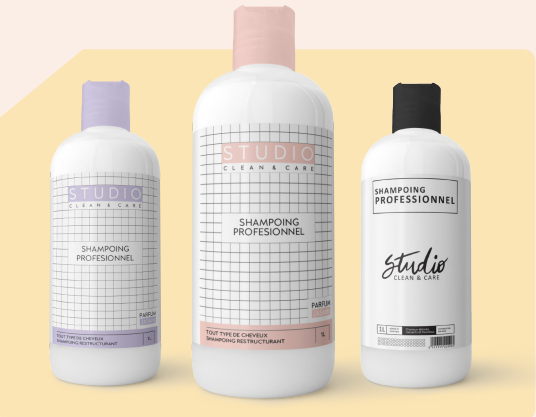 STUDIO
CLEAN & CARE
SHAMPOING
PROFESIONNEL
PARFUM
TOUT TYPE DE CHEVEUX
SHAMPOING RESTRUCTURANT
1L
STUDIO
CLEAN & CARE
SHAMPOING
PROFESIONNEL
PARFUM
TOUT TYPE DE CHEVEUX
SHAMPOING RESTRUCTURANT
1L
SHAMPOING
PROFESSIONNEL
Studio
CLEAN & CARE
1L